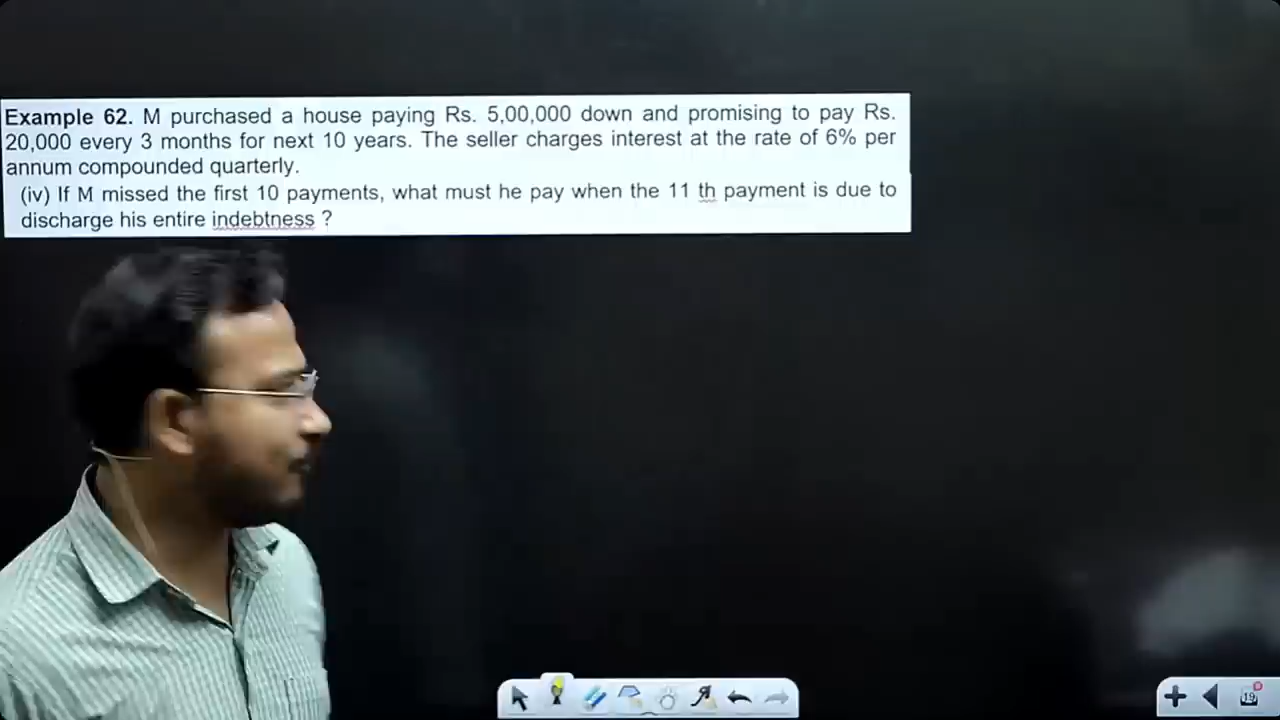 Example 62. M purchased a house paying Rs. 5,00,000 down and promising to pay Rs.
20,000 every 3 months for next 10 years. The seller charges interest at the rate of 6% per
annum compounded quarterly.
(iv) If M missed the first 10 payments, what must he pay when the 11 th payment is due to
discharge his entire indebtness ?
19